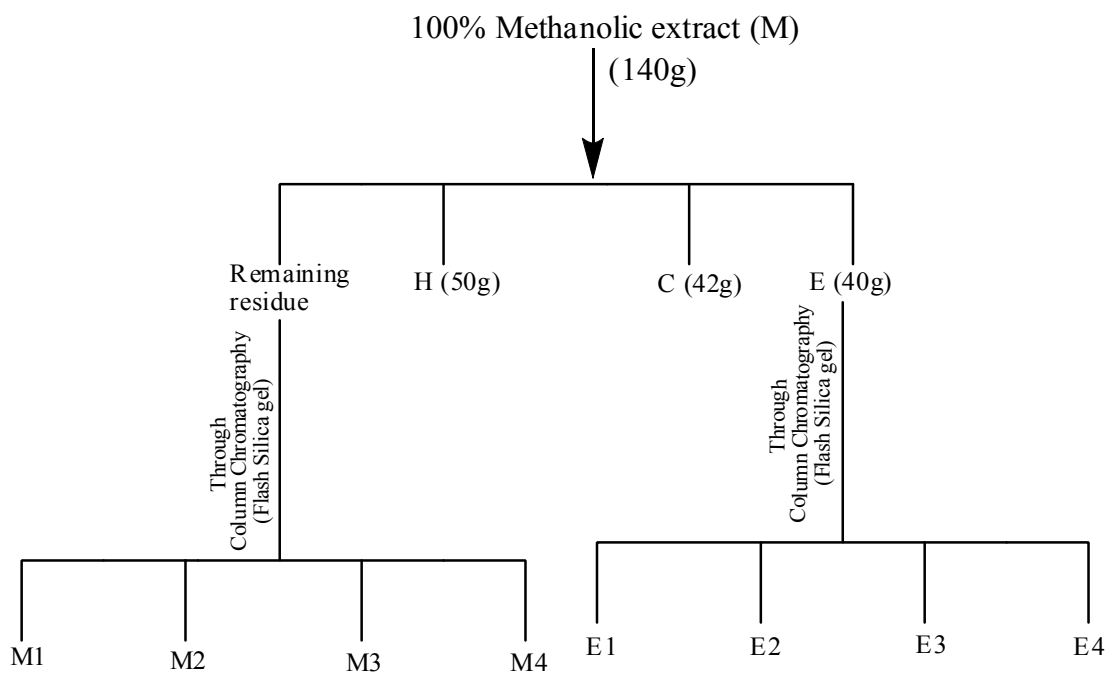 100% Methanolic extract (M)
(140g)
Remaining
residue
H (50g)
C (42g)
E (40g)
Through
Column Chromatography
(Flash Silica gel)
Through
Column Chromatography
(Flash Silica gel)
M1
M2
M3
M4
E1
E2
E3
E4